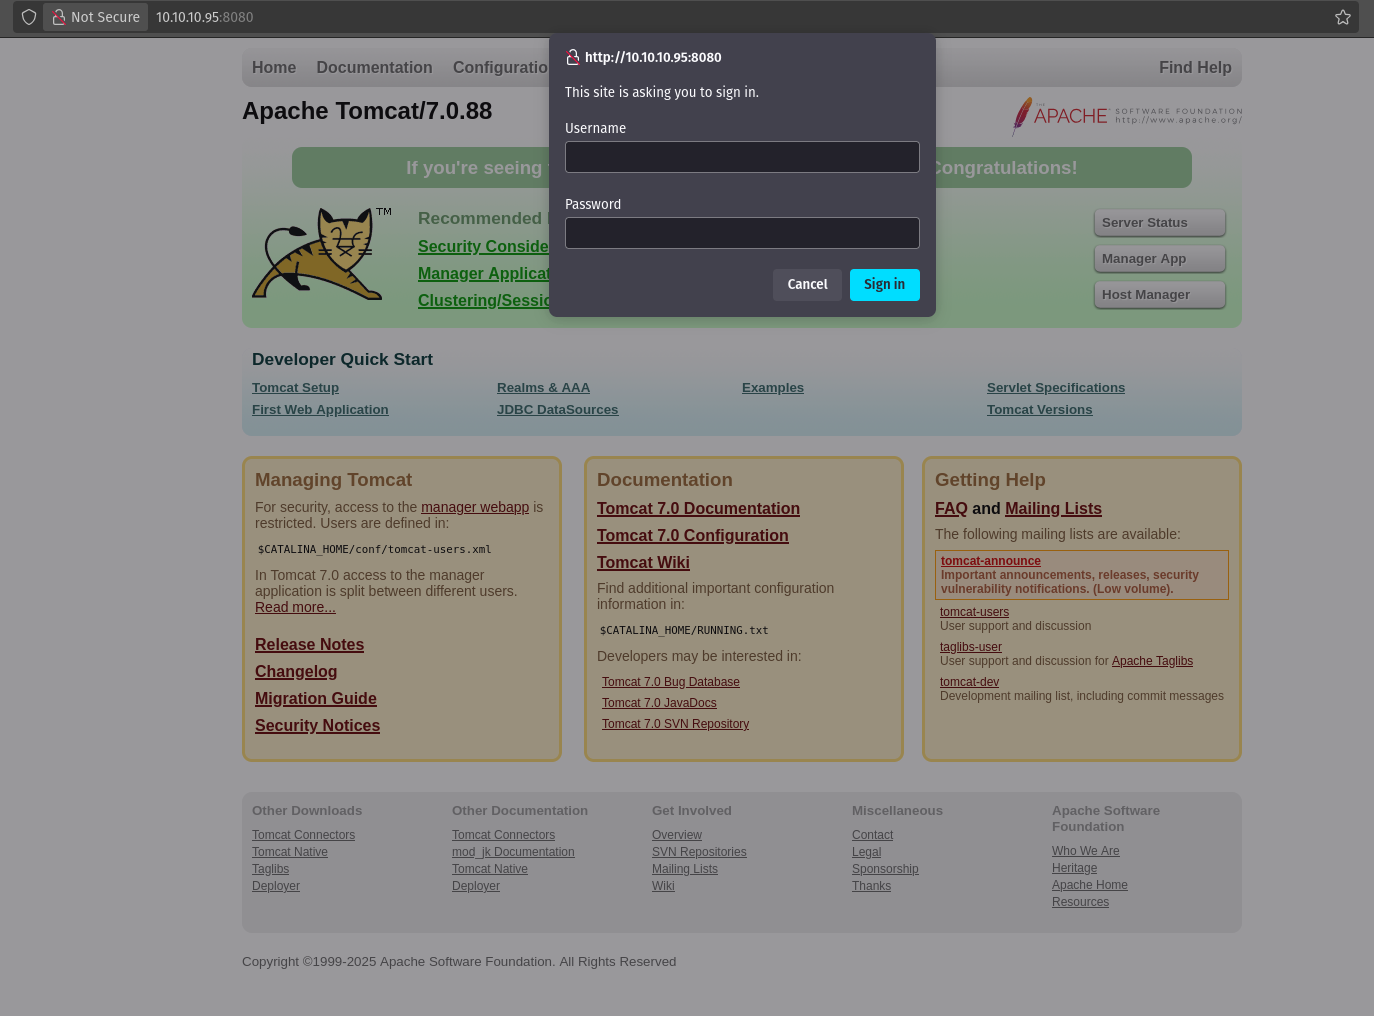 Not Secure 10.10.10.95:8080
http://10.10.10.95:8080
This site is asking you to sign in.
Username
Password
Cancel Sign in
Home Documentation Configuratio Find Help
Apache Tomcat/7.0.88
THE APACHE SOFTWARE FOUNDATION
http://www.apache.org/
If you're seeing Congratulations!
TM
Recommended
Security Conside
Manager Applicat
Clustering/Sessio
Server Status
Manager App
Host Manager
Developer Quick Start
Tomcat Setup Realms & AAA Examples Servlet Specifications
First Web Application JDBC DataSources Tomcat Versions
Managing Tomcat
For security, access to the manager webapp is
restricted. Users are defined in:
$CATALINA_HOME/conf/tomcat-users.xml
In Tomcat 7.0 access to the manager
application is split between different users.
Read more...
Release Notes
Changelog
Migration Guide
Security Notices
Documentation
Tomcat 7.0 Documentation
Tomcat 7.0 Configuration
Tomcat Wiki
Find additional important configuration
information in:
$CATALINA_HOME/RUNNING.txt
Developers may be interested in:
Tomcat 7.0 Bug Database
Tomcat 7.0 JavaDocs
Tomcat 7.0 SVN Repository
Getting Help
FAQ and Mailing Lists
The following mailing lists are available:
tomcat-announce
Important announcements, releases, security
vulnerability notifications. (Low volume).
tomcat-users
User support and discussion
taglibs-user
User support and discussion for Apache Taglibs
tomcat-dev
Development mailing list, including commit messages
Other Downloads
Tomcat Connectors
Tomcat Native
Taglibs
Deployer
Other Documentation
Tomcat Connectors
mod_jk Documentation
Tomcat Native
Deployer
Get Involved
Overview
SVN Repositories
Mailing Lists
Wiki
Miscellaneous
Contact
Legal
Sponsorship
Thanks
Apache Software
Foundation
Who We Are
Heritage
Apache Home
Resources
Copyright ©1999-2025 Apache Software Foundation. All Rights Reserved